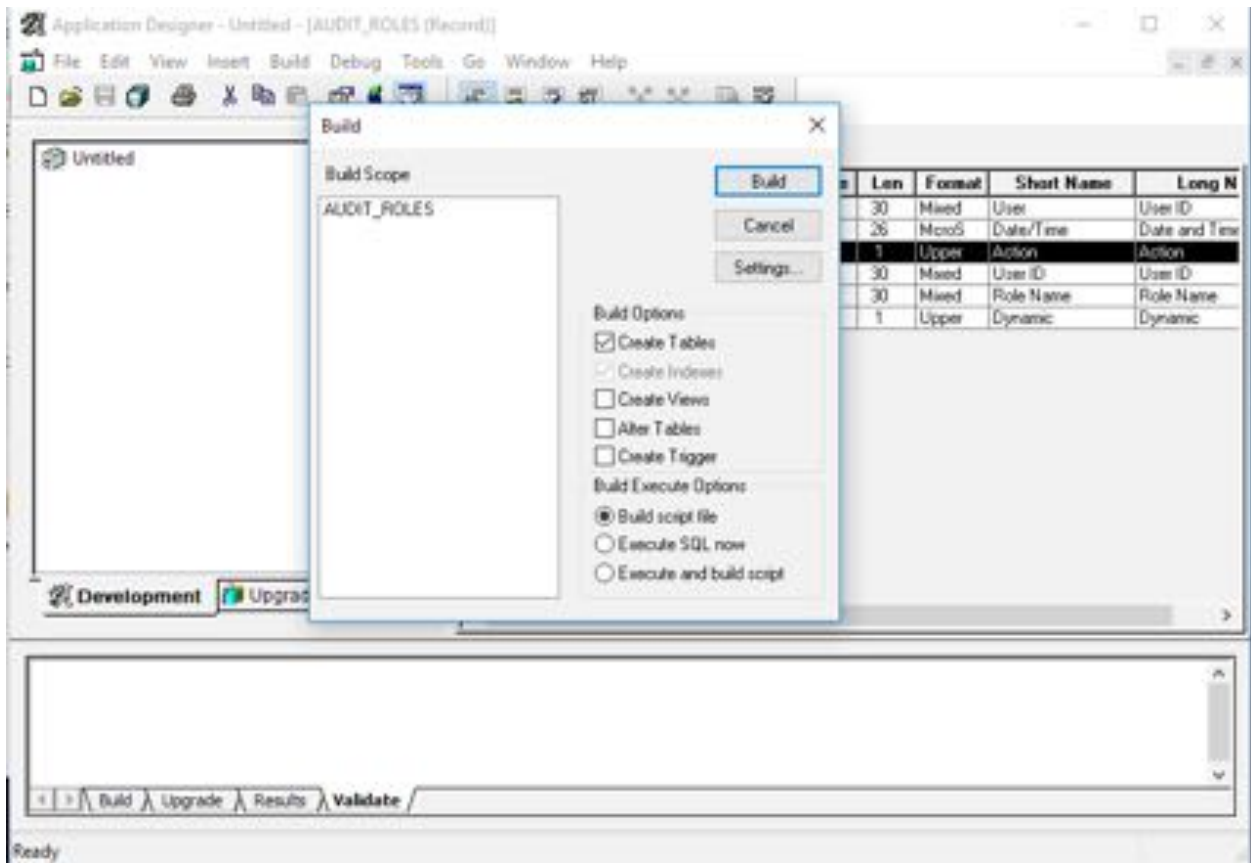 Application Designer - Untitled - [AUDIT_ROLES (Record)]
File Edit View Insert Build Debug Tools Go Window Help
Untitled
Build
Build Scope
AUDIT_ROLES
Build
Cancel
Settings...
Build Options
Create Tables
Create Indexes
Create Views
Alter Tables
Create Trigger
Build Execute Options
Build script file
Execute SQL now
Execute and build script
Len Format Short Name Long N
30 Mixed User User ID
26 McroS Date/Time Date and Time
1 Upper Action Action
30 Mixed User ID User ID
30 Mixed Role Name Role Name
1 Upper Dynamic Dynamic
Development Upgrad
Build Upgrade Results Validate
Ready